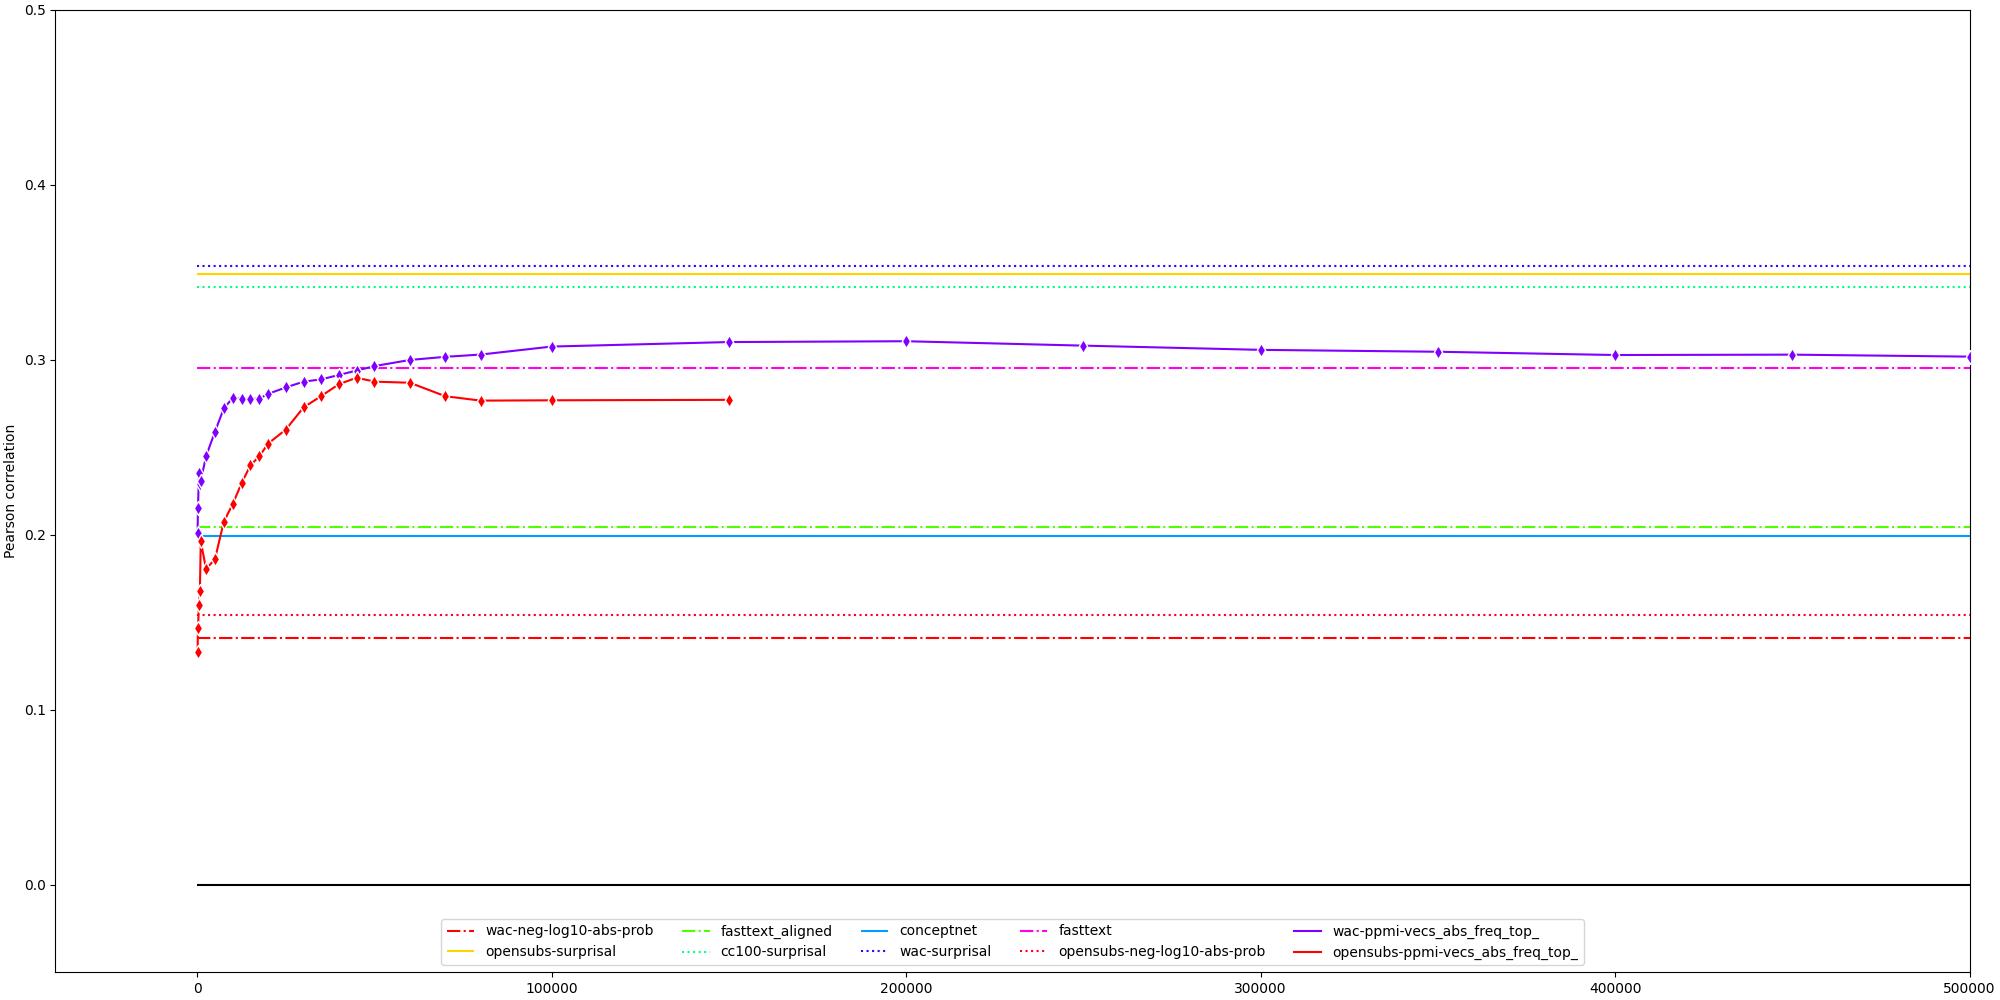 0.5
0.4
0.3
0.2
0.1
0.0
Pearson correlation
wac-neg-log10-abs-prob fasttext_aligned conceptnet fasttext wac-ppmi-vecs_abs_freq_top_
opensubs-surprisal cc100-surprisal wac-surprisal opensubs-neg-log10-abs-prob opensubs-ppmi-vecs_abs_freq_top_
0 100000 200000 300000 400000 500000